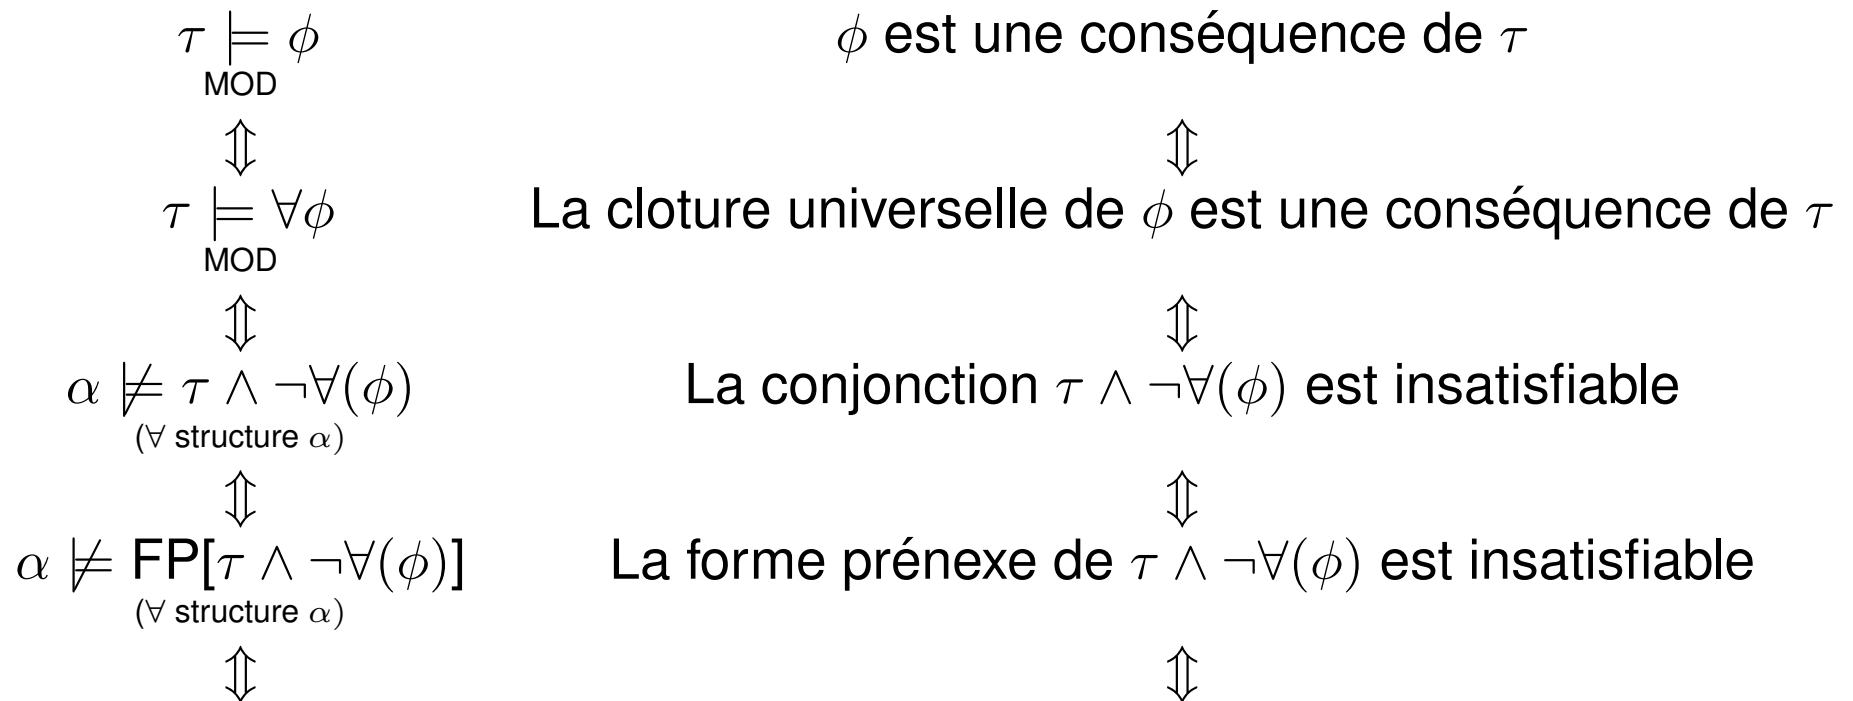 τ ⊨ φ φ est une conséquence de τ
MOD
⇕ ⇕
τ ⊨ ∀φ La cloture universelle de φ est une conséquence de τ
MOD
⇕ ⇕
α ⊭ τ ∧ ¬∀(φ) La conjonction τ ∧ ¬∀(φ) est insatisfiable
(∀ structure α)
⇕ ⇕
α ⊭ FP[τ ∧ ¬∀(φ)] La forme prénexe de τ ∧ ¬∀(φ) est insatisfiable
(∀ structure α)
⇕ ⇕